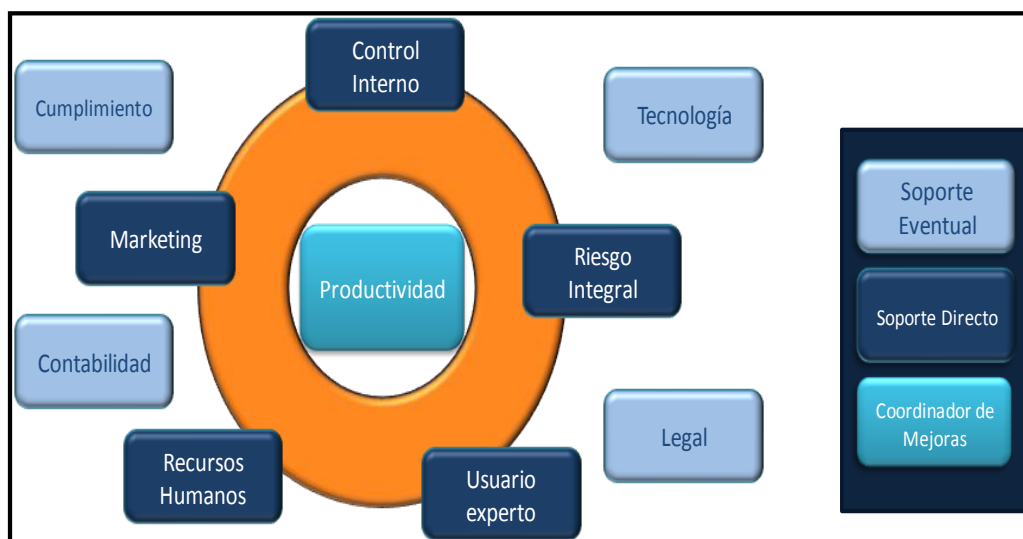 Control
Interno
Cumplimiento
Tecnología
Marketing
Riesgo
Integral
Productividad
Contabilidad
Legal
Recursos
Humanos
Usuario
experto
Soporte
Eventual
Soporte Directo
Coordinador de
Mejoras